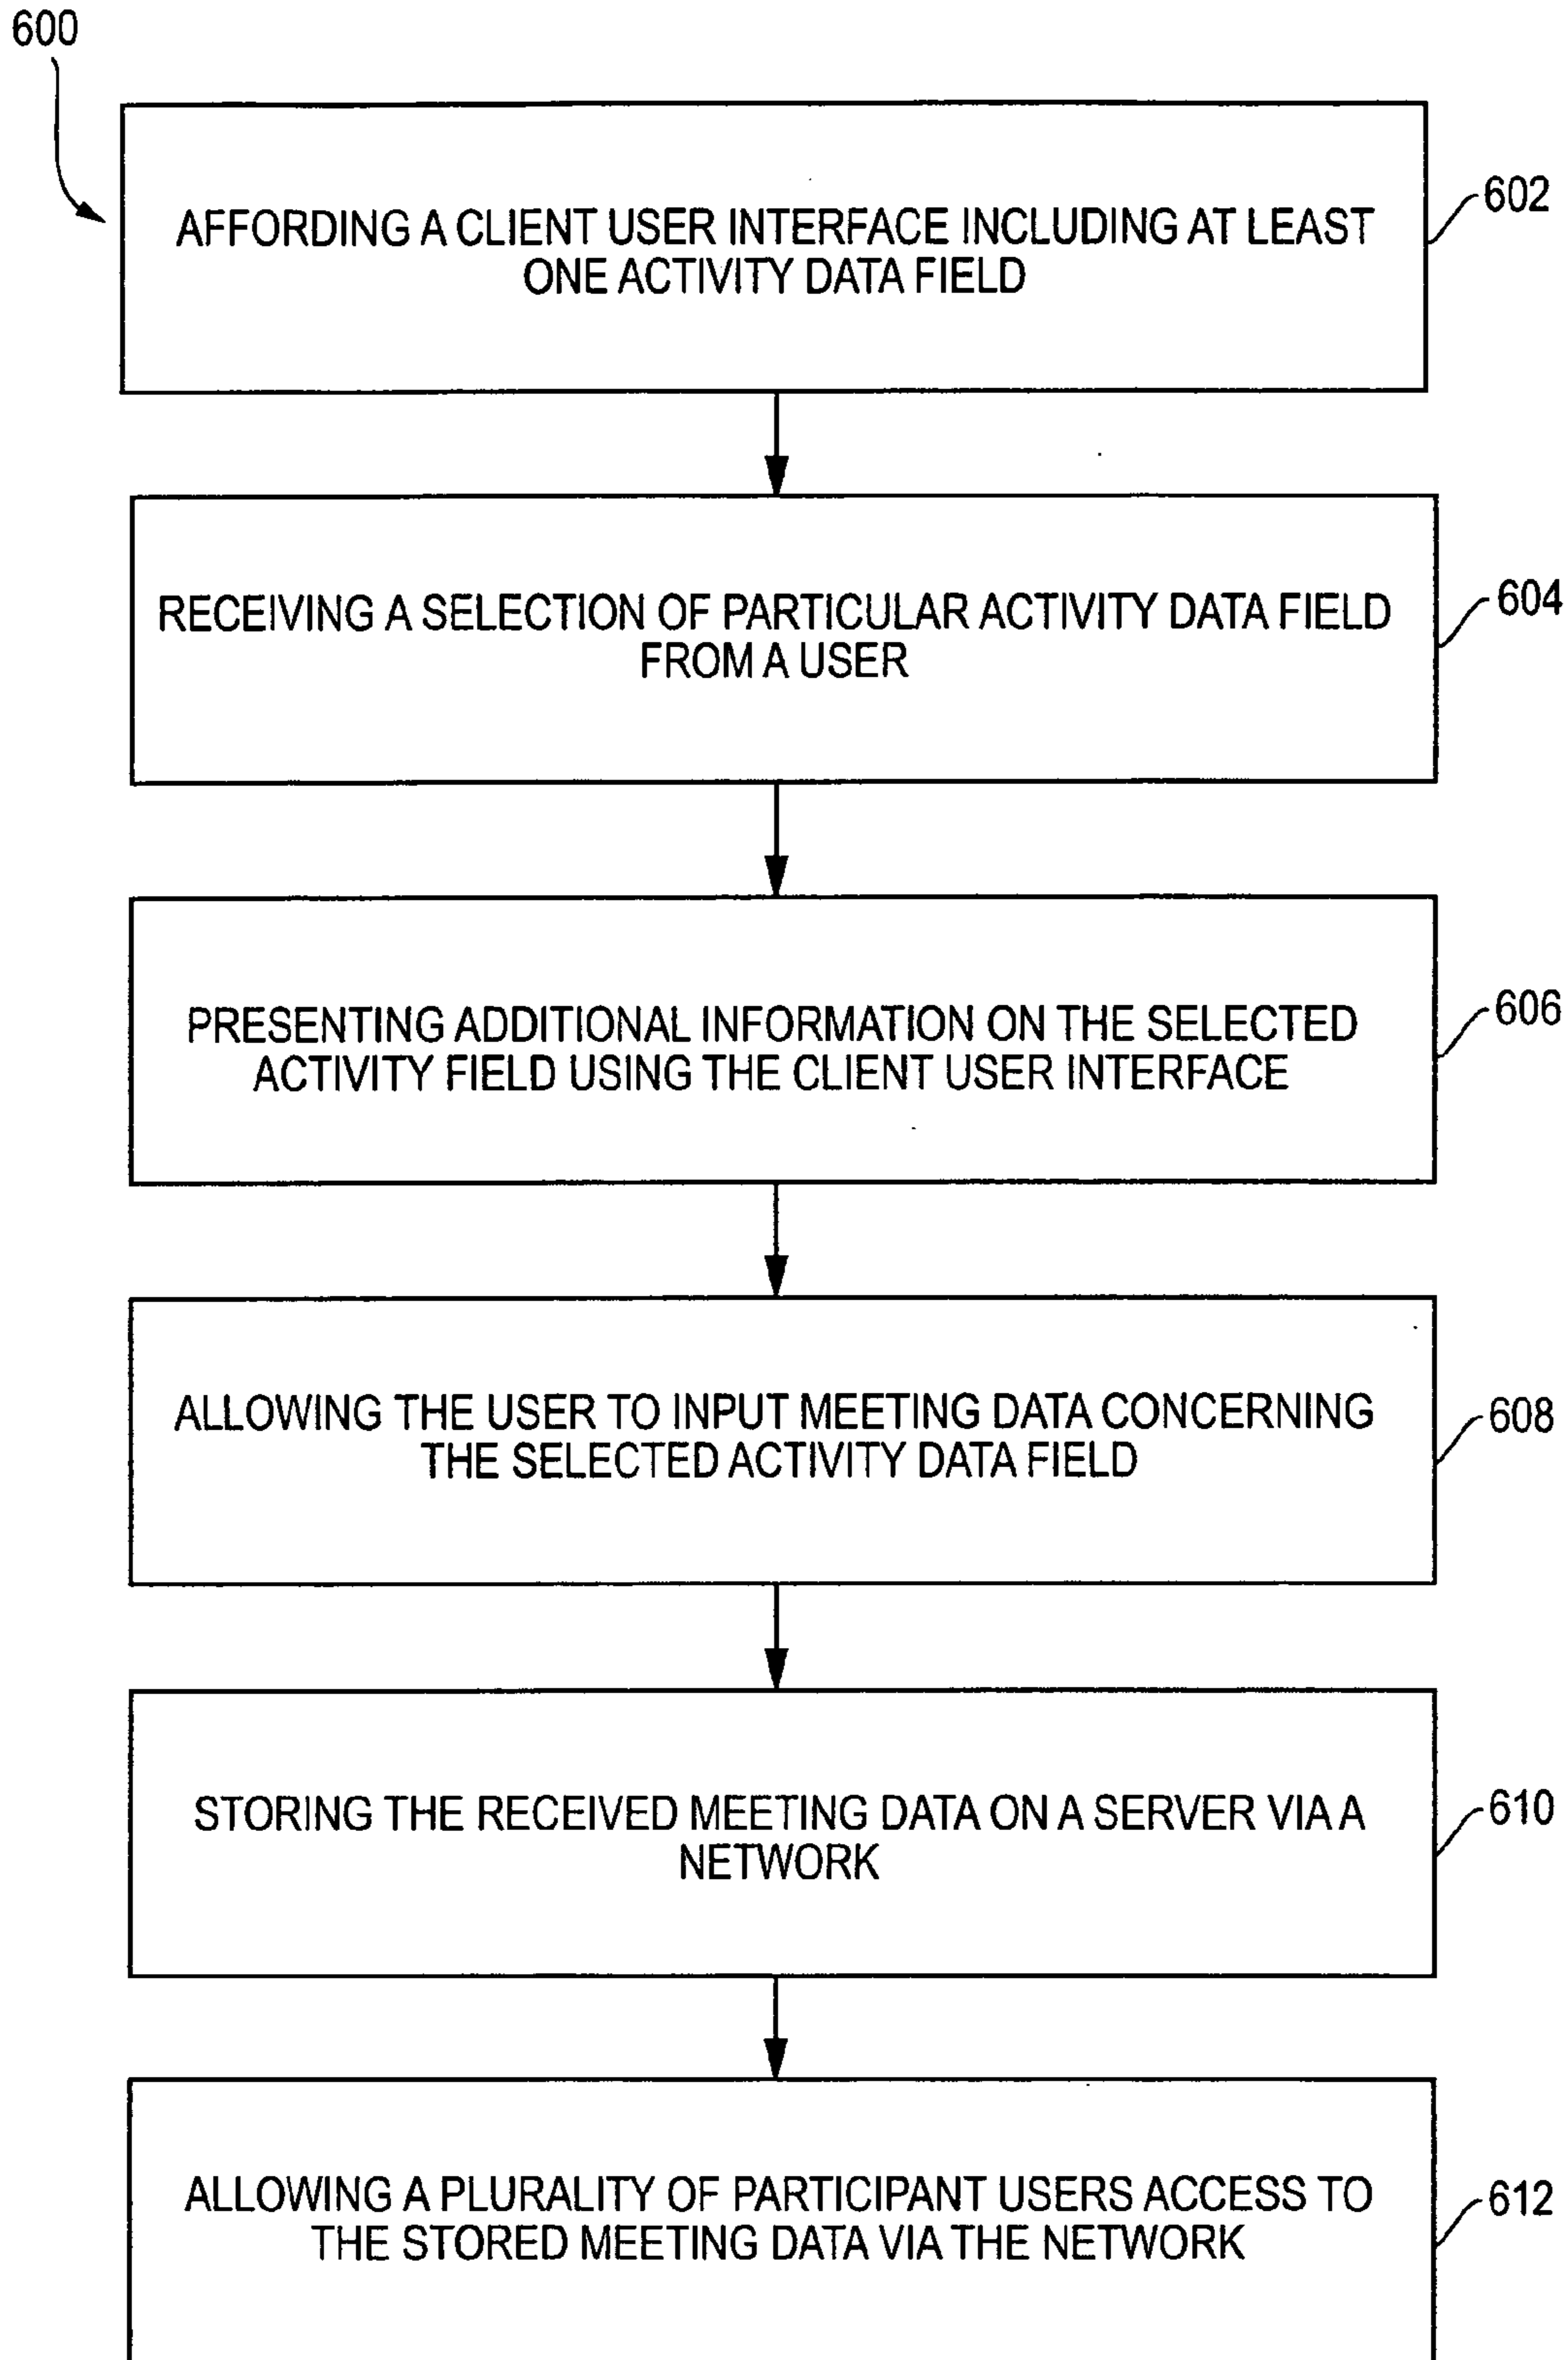 600
AFFORDING A CLIENT USER INTERFACE INCLUDING AT LEAST
ONE ACTIVITY DATA FIELD
602
RECEIVING A SELECTION OF PARTICULAR ACTIVITY DATA FIELD
FROM A USER
604
PRESENTING ADDITIONAL INFORMATION ON THE SELECTED
ACTIVITY FIELD USING THE CLIENT USER INTERFACE
606
ALLOWING THE USER TO INPUT MEETING DATA CONCERNING
THE SELECTED ACTIVITY DATA FIELD
608
STORING THE RECEIVED MEETING DATA ON A SERVER VIA A
NETWORK
610
ALLOWING A PLURALITY OF PARTICIPANT USERS ACCESS TO
THE STORED MEETING DATA VIA THE NETWORK
612